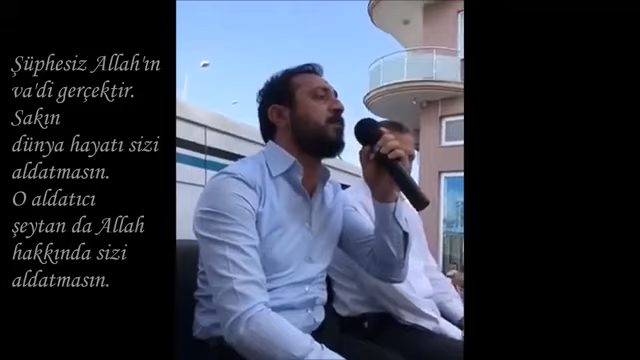 Şüphesiz Allah'ın
va'di gerçektir.
Sakın
dünya hayatı sizi
aldatmasın.
O aldatıcı
şeytan da Allah
hakkında sizi
aldatmasın.